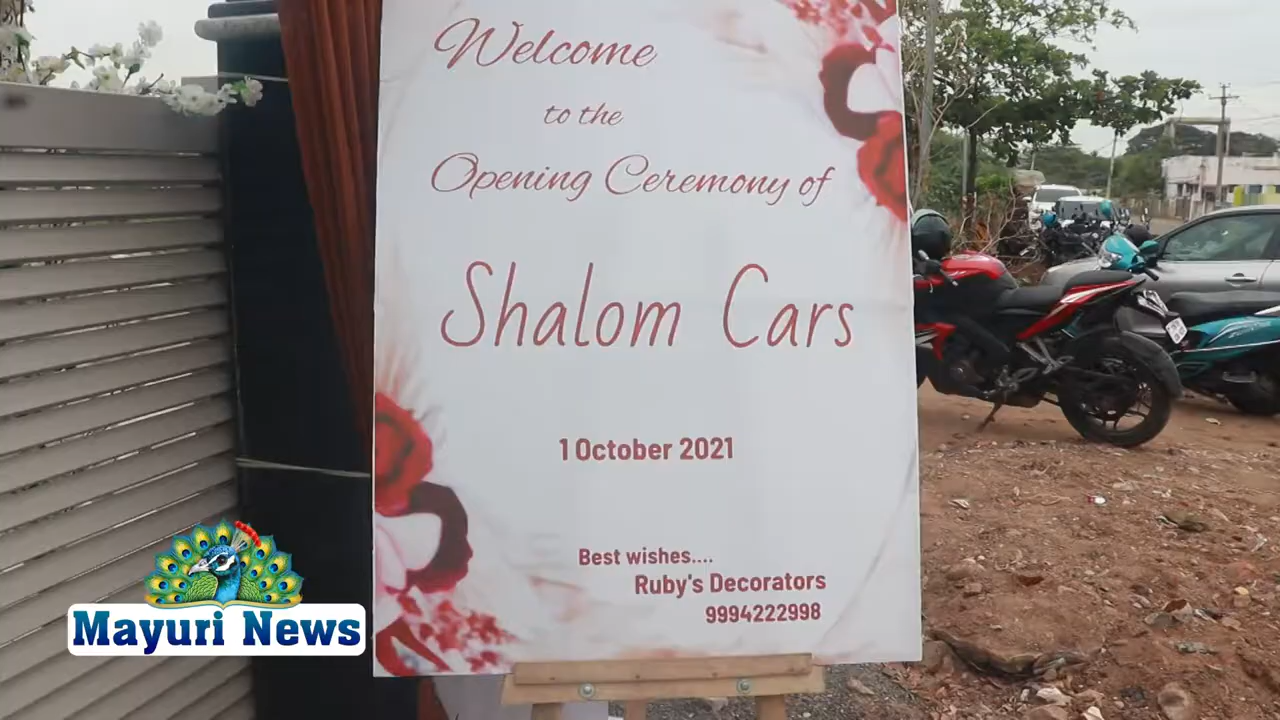 Welcome
to the
Opening Ceremony of
Shalom Cars
1 October 2021
Best wishes....
Ruby's Decorators
9994222998
Mayuri News